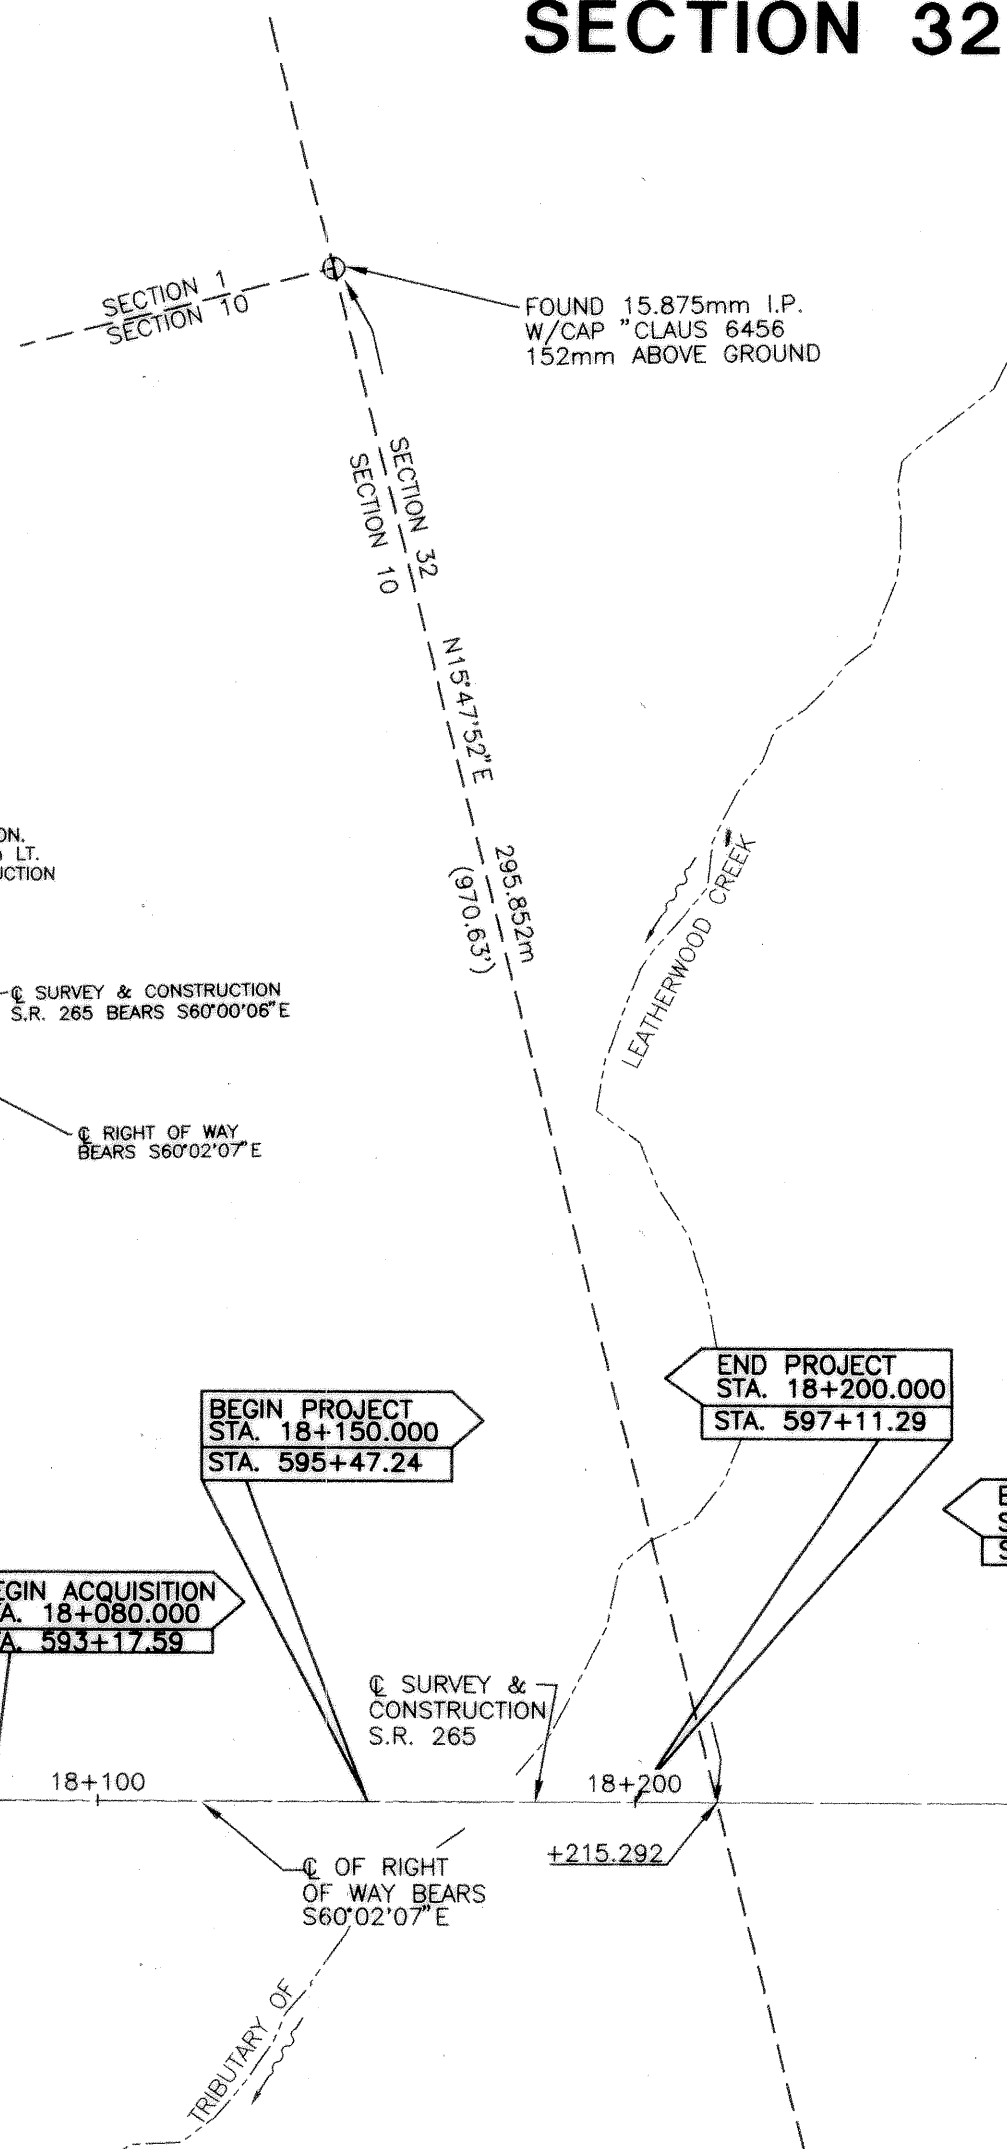 SECTION 32
SECTION 1
SECTION 10
FOUND 15.875mm I.P.
W/CAP "CLAUS 6456
152mm ABOVE GROUND
SECTION 32
SECTION 10
N15°47'52"E
295.852m
(970.63')
LEATHERWOOD CREEK
ON.
LT.
UCTION
℄ SURVEY & CONSTRUCTION
S.R. 265 BEARS S60°00'06"E
℄ RIGHT OF WAY
BEARS S60°02'07"E
END PROJECT
STA. 18+200.000
STA. 597+11.29
BEGIN PROJECT
STA. 18+150.000
STA. 595+47.24
EGIN ACQUISITION
TA. 18+080.000
TA. 593+17.59
℄ SURVEY &
CONSTRUCTION
S.R. 265
18+100
18+200
+215.292
℄ OF RIGHT
OF WAY BEARS
S60°02'07"E
TRIBUTARY OF